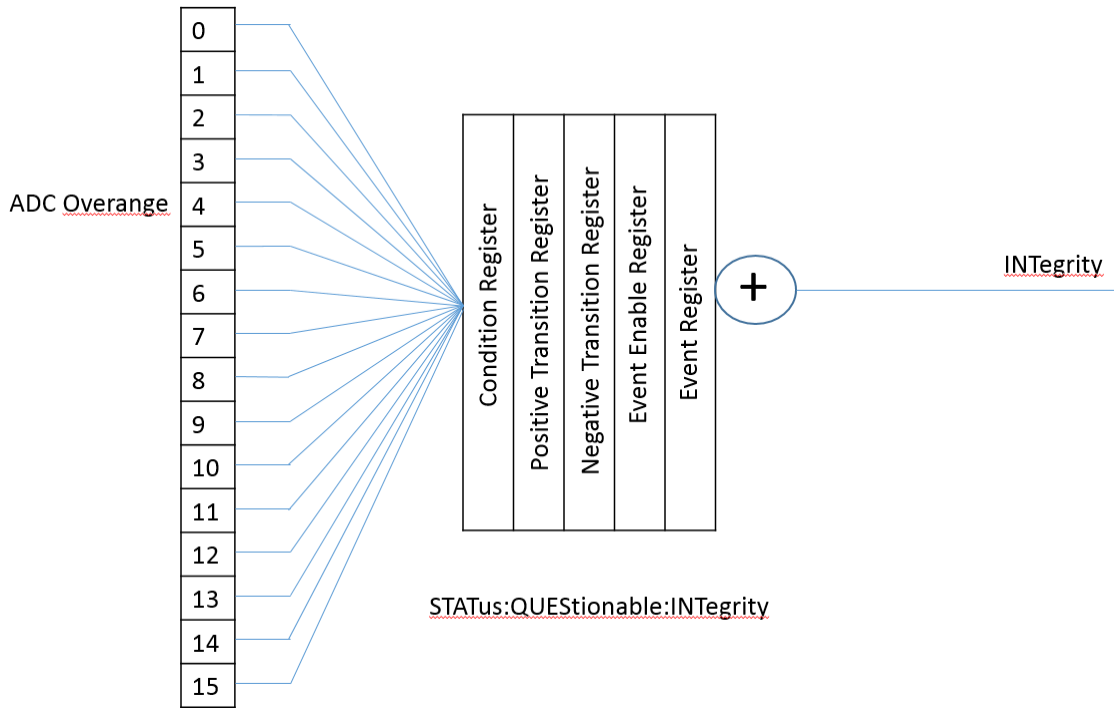 0
1
2
3
ADC Overange 4
5
6
7
8
9
10
11
12
13
14
15
Condition Register
Positive Transition Register
Negative Transition Register
Event Enable Register
Event Register
+
INTegrity
STATus:QUEStionable:INTegrity